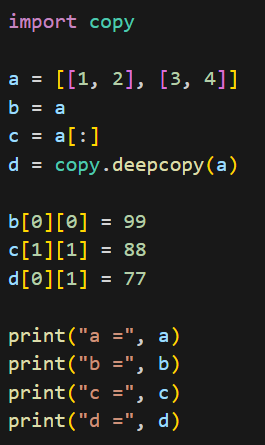 import copy

a = [[1, 2], [3, 4]]
b = a
c = a[:]
d = copy.deepcopy(a)

b[0][0] = 99
c[1][1] = 88
d[0][1] = 77

print("a =", a)
print("b =", b)
print("c =", c)
print("d =", d)